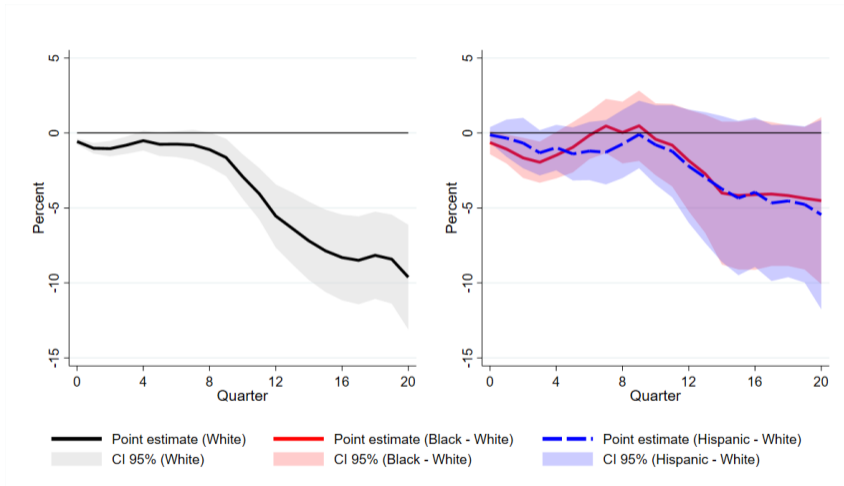 5
0
-5
-10
-15
Percent
0 4 8 12 16 20
Quarter
5
0
-5
-10
-15
Percent
0 4 8 12 16 20
Quarter
Point estimate (White) Point estimate (Black - White) Point estimate (Hispanic - White)
CI 95% (White) CI 95% (Black - White) CI 95% (Hispanic - White)